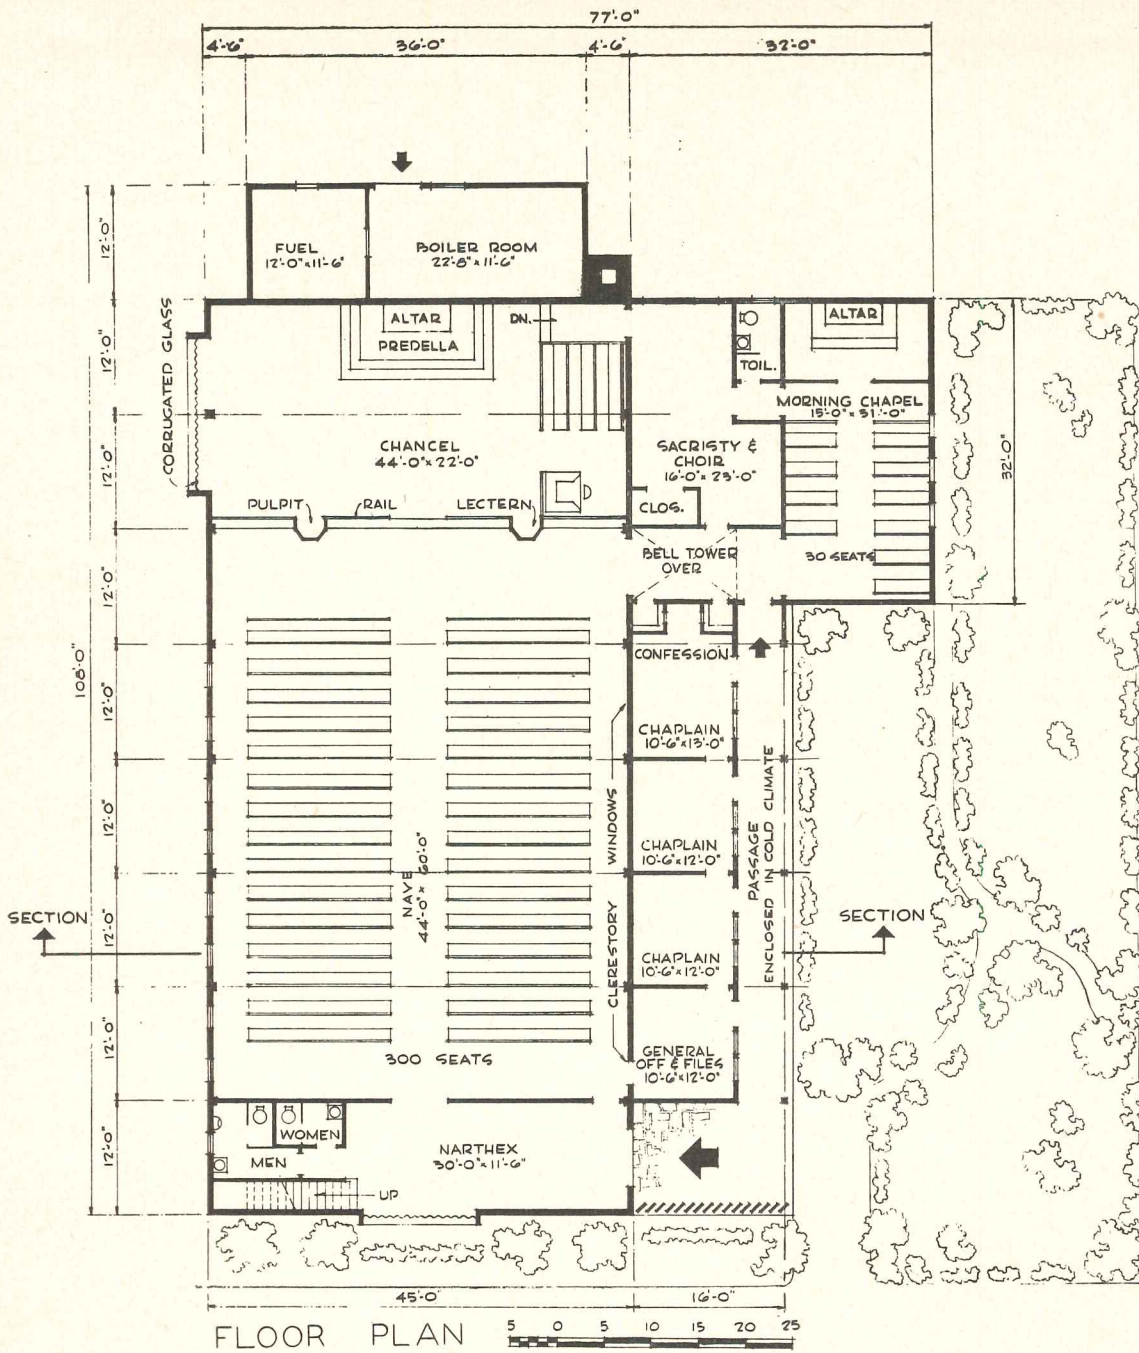 77'-0"
4'-6"
36'-0"
4'-6"
32'-0"
12'-0"
FUEL
12'-0"x11'-6"
BOILER ROOM
22'-8"x11'-6"
CORRUGATED GLASS
12'-0"
ALTAR
PREDELLA
DN.
TOIL.
ALTAR
MORNING CHAPEL
15'-0"x31'-0"
CHANCEL
44'-0"x22'-0"
SACRISTY &
CHOIR
16'-0"x23'-0"
32'-0"
12'-0"
PULPIT
RAIL
LECTERN
CLOS.
BELL TOWER
OVER
30 SEATS
12'-0"
108'-0"
CONFESSION
12'-0"
CHAPLAIN
10'-6"x13'-0"
12'-0"
NAVE
44'-0"x60'-0"
CLERESTORY WINDOWS
CHAPLAIN
10'-6"x12'-0"
PASSAGE
ENCLOSED IN COLD CLIMATE
SECTION
SECTION
12'-0"
CHAPLAIN
10'-6"x12'-0"
12'-0"
GENERAL
OFF & FILES
10'-6"x12'-0"
300 SEATS
12'-0"
WOMEN
MEN
NARTHEX
30'-0"x11'-6"
UP
45'-0"
16'-0"
FLOOR PLAN
5 0 5 10 15 20 25